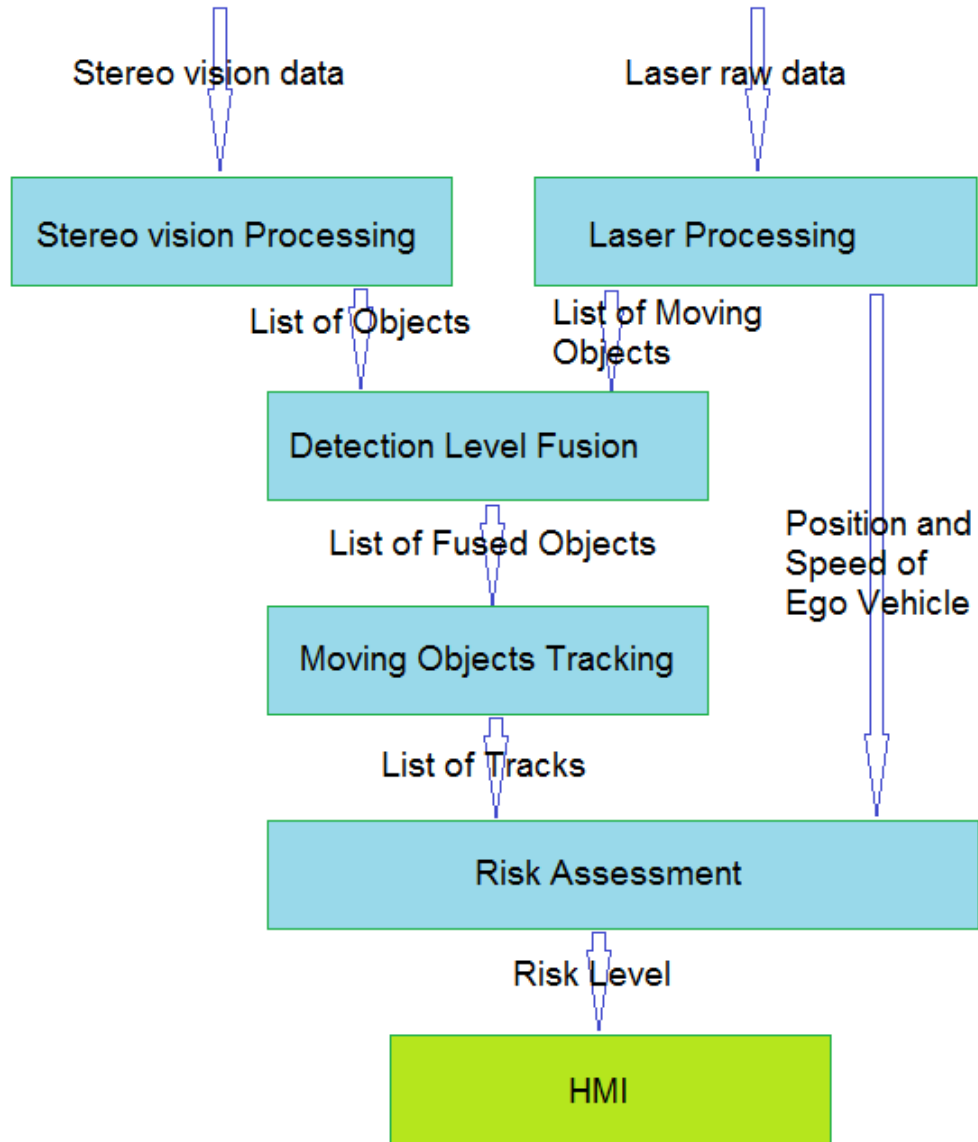 Stereo vision data
Laser raw data
Stereo vision Processing
Laser Processing
List of Objects
List of Moving
Objects
Detection Level Fusion
Position and
Speed of
Ego Vehicle
List of Fused Objects
Moving Objects Tracking
List of Tracks
Risk Assessment
Risk Level
HMI